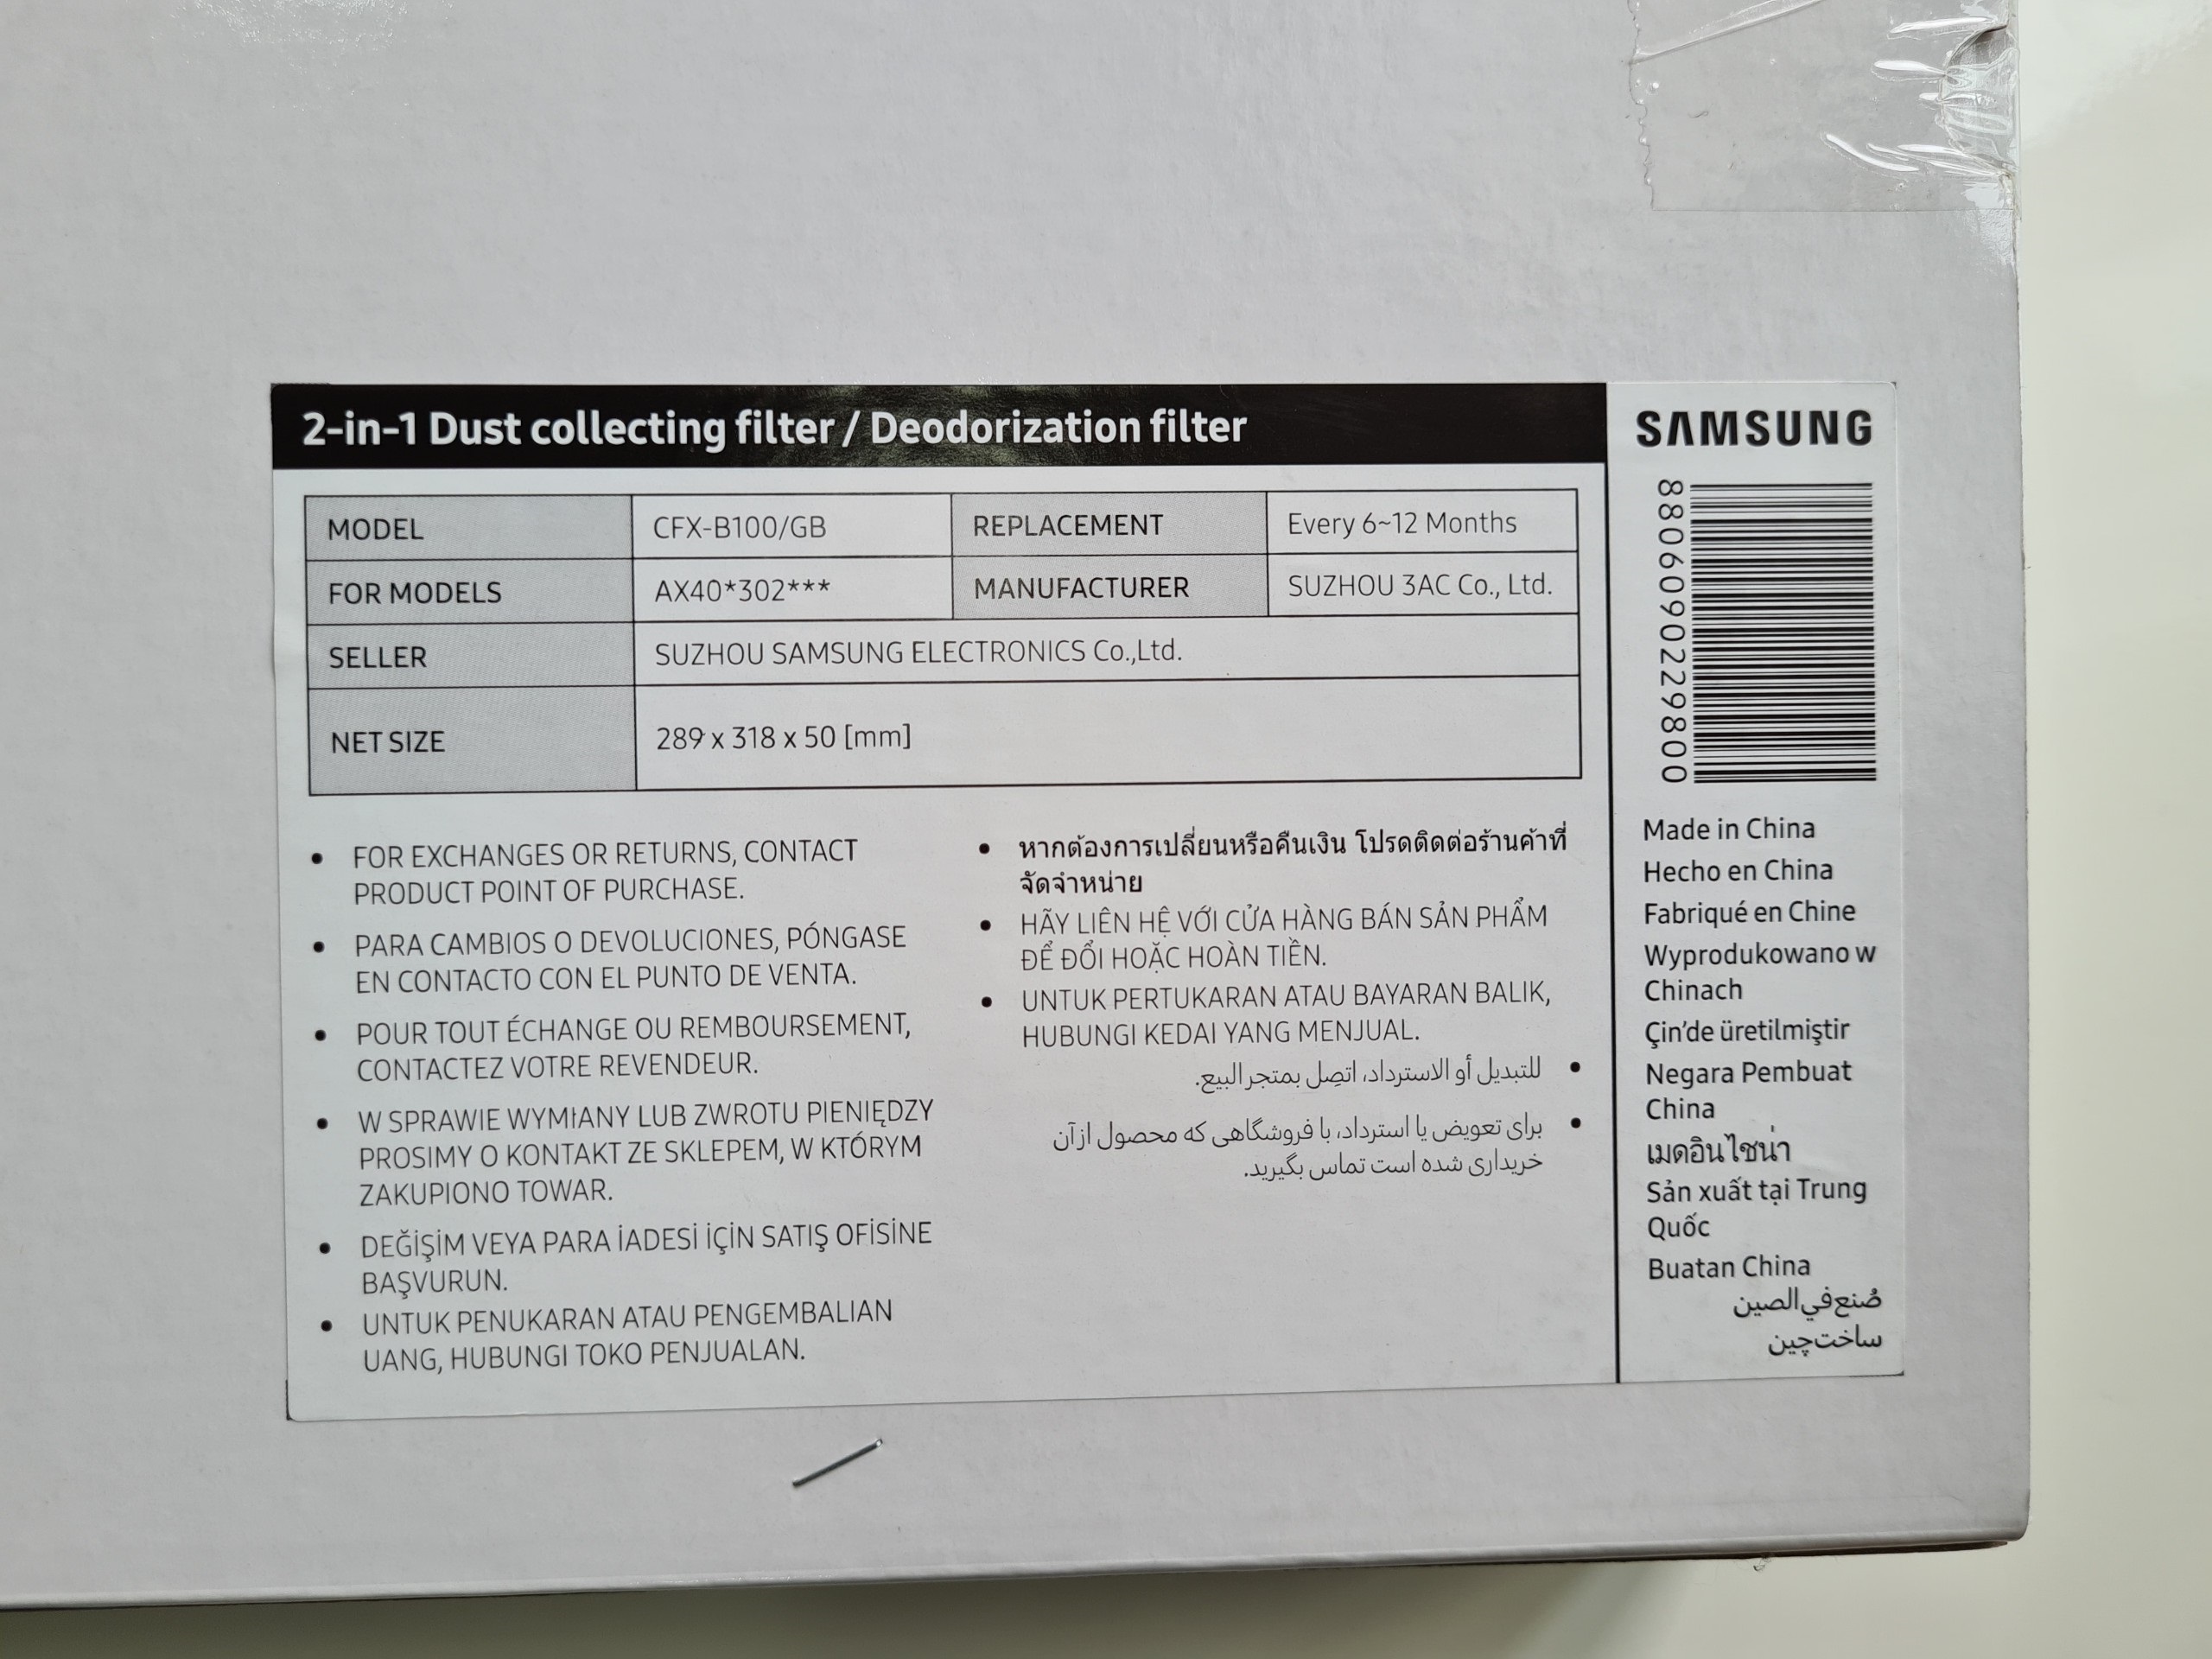 2-in-1 Dust collecting filter / Deodorization filter
MODEL CFX-B100/GB REPLACEMENT Every 6~12 Months
FOR MODELS AX40*302*** MANUFACTURER SUZHOU 3AC Co., Ltd.
SELLER SUZHOU SAMSUNG ELECTRONICS Co.,Ltd.
NET SIZE 289 x 318 x 50 [mm]
• FOR EXCHANGES OR RETURNS, CONTACT
PRODUCT POINT OF PURCHASE.
• PARA CAMBIOS O DEVOLUCIONES, PÓNGASE
EN CONTACTO CON EL PUNTO DE VENTA.
• POUR TOUT ÉCHANGE OU REMBOURSEMENT,
CONTACTEZ VOTRE REVENDEUR.
• W SPRAWIE WYMIANY LUB ZWROTU PIENIĘDZY
PROSIMY O KONTAKT ZE SKLEPEM, W KTÓRYM
ZAKUPIONO TOWAR.
• DEĞİŞİM VEYA PARA İADESİ İÇİN SATIŞ OFİSİNE
BAŞVURUN.
• UNTUK PENUKARAN ATAU PENGEMBALIAN
UANG, HUBUNGI TOKO PENJUALAN.
• หากต้องการเปลี่ยนหรือคืนเงิน โปรดติดต่อร้านค้าที่
จัดจำหน่าย
• HÃY LIÊN HỆ VỚI CỬA HÀNG BÁN SẢN PHẨM
ĐỂ ĐỔI HOẶC HOÀN TIỀN.
• UNTUK PERTUKARAN ATAU BAYARAN BALIK,
HUBUNGI KEDAI YANG MENJUAL.
• للتبديل أو الاسترداد، اتصِل بمتجر البيع.
• برای تعویض یا استرداد، با فروشگاهی که محصول از آن
خریداری شده است تماس بگیرید.
SAMSUNG
8806090229800
Made in China
Hecho en China
Fabriqué en Chine
Wyprodukowano w
Chinach
Çin'de üretilmiştir
Negara Pembuat
China
เมดอินไชน่า
Sản xuất tại Trung
Quốc
Buatan China
صُنع في الصين
ساخت چین